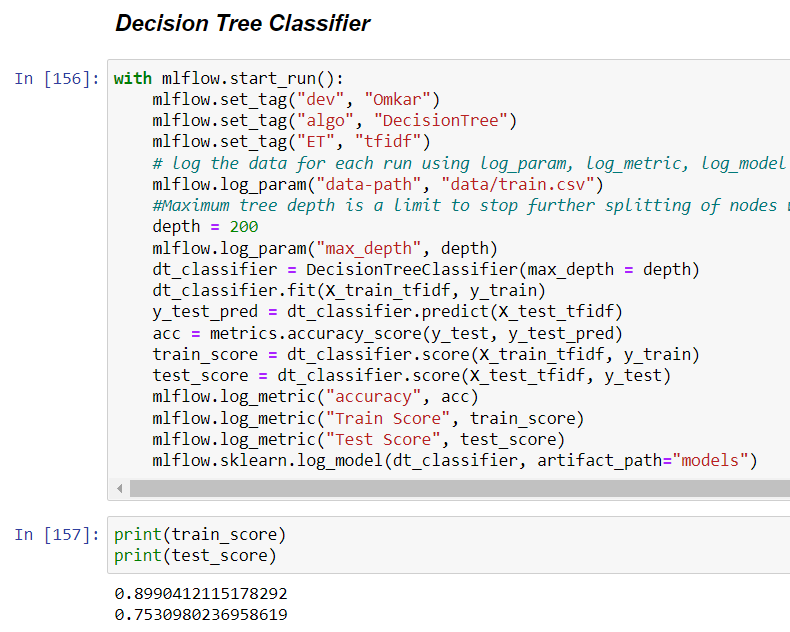 Decision Tree Classifier
In [156]: with mlflow.start_run():
    mlflow.set_tag("dev", "Omkar")
    mlflow.set_tag("algo", "DecisionTree")
    mlflow.set_tag("ET", "tfidf")
    # log the data for each run using log_param, log_metric, log_model
    mlflow.log_param("data-path", "data/train.csv")
    #Maximum tree depth is a limit to stop further splitting of nodes
    depth = 200
    mlflow.log_param("max_depth", depth)
    dt_classifier = DecisionTreeClassifier(max_depth = depth)
    dt_classifier.fit(X_train_tfidf, y_train)
    y_test_pred = dt_classifier.predict(X_test_tfidf)
    acc = metrics.accuracy_score(y_test, y_test_pred)
    train_score = dt_classifier.score(X_train_tfidf, y_train)
    test_score = dt_classifier.score(X_test_tfidf, y_test)
    mlflow.log_metric("accuracy", acc)
    mlflow.log_metric("Train Score", train_score)
    mlflow.log_metric("Test Score", test_score)
    mlflow.sklearn.log_model(dt_classifier, artifact_path="models")
In [157]: print(train_score)
print(test_score)
0.8990412115178292
0.7530980236958619